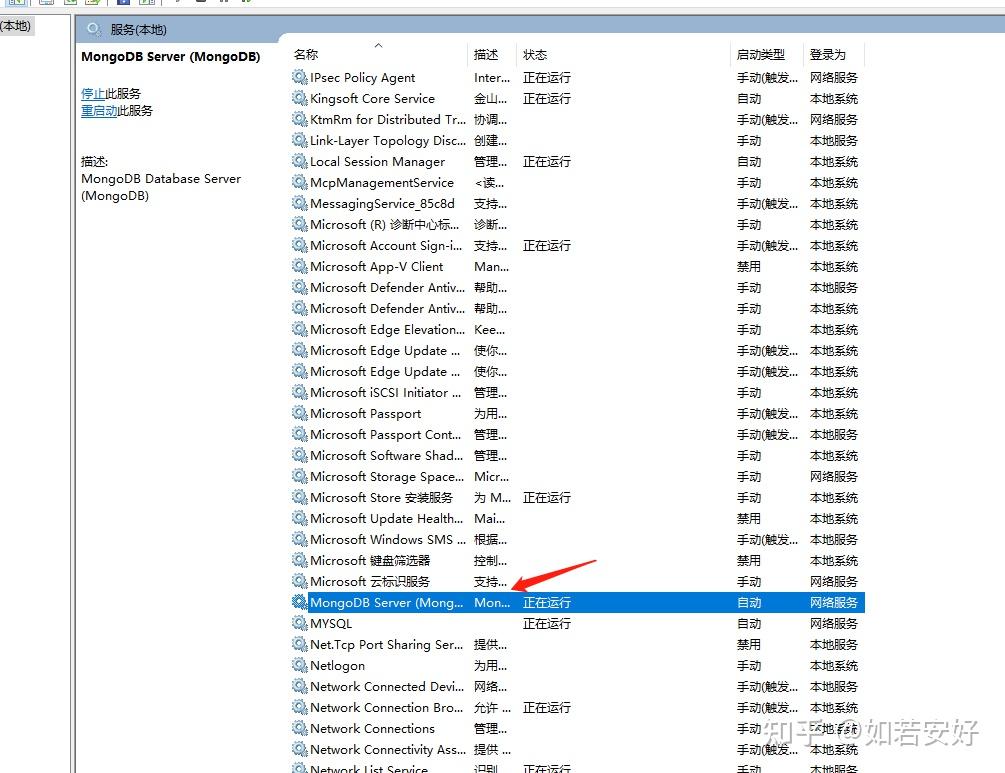 (本地)
服务(本地)
MongoDB Server (MongoDB)
停止此服务
重启动此服务
描述:
MongoDB Database Server
(MongoDB)
名称 描述 状态 启动类型 登录为
IPsec Policy Agent Inter... 正在运行 手动(触发... 网络服务
Kingsoft Core Service 金山... 正在运行 自动 本地系统
KtmRm for Distributed Tr... 协调... 手动(触发... 网络服务
Link-Layer Topology Disc... 创建... 手动 本地服务
Local Session Manager 管理... 正在运行 自动 本地系统
McpManagementService <读... 手动 本地系统
MessagingService_85c8d 支持... 手动(触发... 本地系统
Microsoft (R) 诊断中心标... 诊断... 手动 本地系统
Microsoft Account Sign-i... 支持... 正在运行 手动(触发... 本地系统
Microsoft App-V Client Man... 禁用 本地系统
Microsoft Defender Antiv... 帮助... 手动 本地服务
Microsoft Defender Antiv... 帮助... 手动 本地系统
Microsoft Edge Elevation... Kee... 手动 本地系统
Microsoft Edge Update ... 使你... 手动(触发... 本地系统
Microsoft Edge Update ... 使你... 手动(触发... 本地系统
Microsoft iSCSI Initiator ... 管理... 手动 本地系统
Microsoft Passport 为用... 手动(触发... 本地系统
Microsoft Passport Cont... 管理... 手动(触发... 本地服务
Microsoft Software Shad... 管理... 手动 本地系统
Microsoft Storage Space... Micr... 手动 网络服务
Microsoft Store 安装服务 为 M... 正在运行 手动 本地系统
Microsoft Update Health... Mai... 禁用 本地系统
Microsoft Windows SMS ... 根据... 手动(触发... 本地服务
Microsoft 键盘筛选器 控制... 禁用 本地系统
Microsoft 云标识服务 支持... 手动 网络服务
MongoDB Server (Mong... Mon... 正在运行 自动 网络服务
MYSQL 正在运行 自动 网络服务
Net.Tcp Port Sharing Ser... 提供... 禁用 本地服务
Netlogon 为用... 手动 本地系统
Network Connected Devi... 网络... 手动(触发... 本地服务
Network Connection Bro... 允许 ... 正在运行 手动(触发... 本地系统
Network Connections 管理... 手动 本地系统
Network Connectivity Ass... 提供 ... 手动(触发... 本地系统
Network List Service 识别... 正在运行 手动 本地服务
知乎 @如若安好